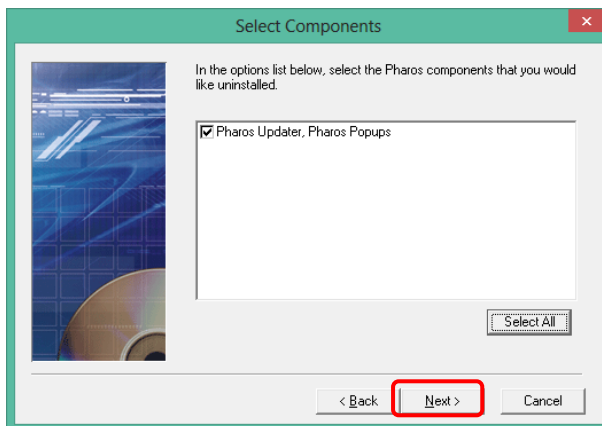 Select Components
In the options list below, select the Pharos components that you would
like uninstalled.
Pharos Updater, Pharos Popups
Select All
< Back
Next >
Cancel